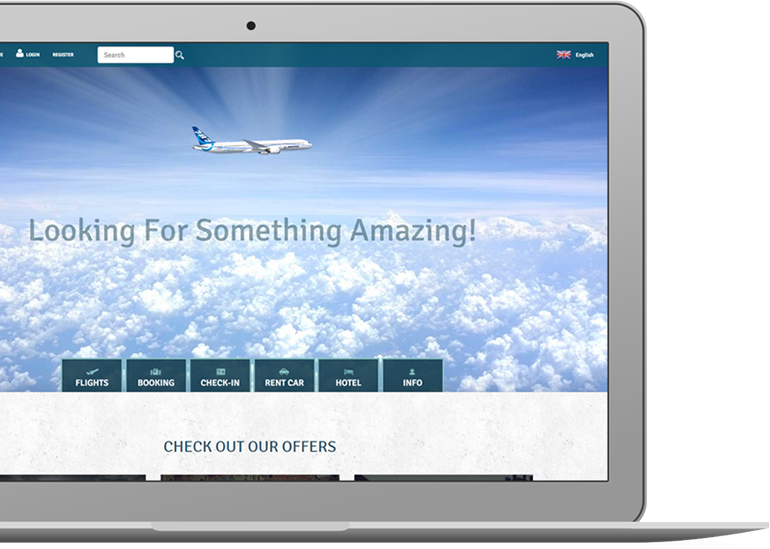 LOGIN
REGISTER
Search
English
Looking For Something Amazing!
FLIGHTS
BOOKING
CHECK-IN
RENT CAR
HOTEL
INFO
CHECK OUT OUR OFFERS